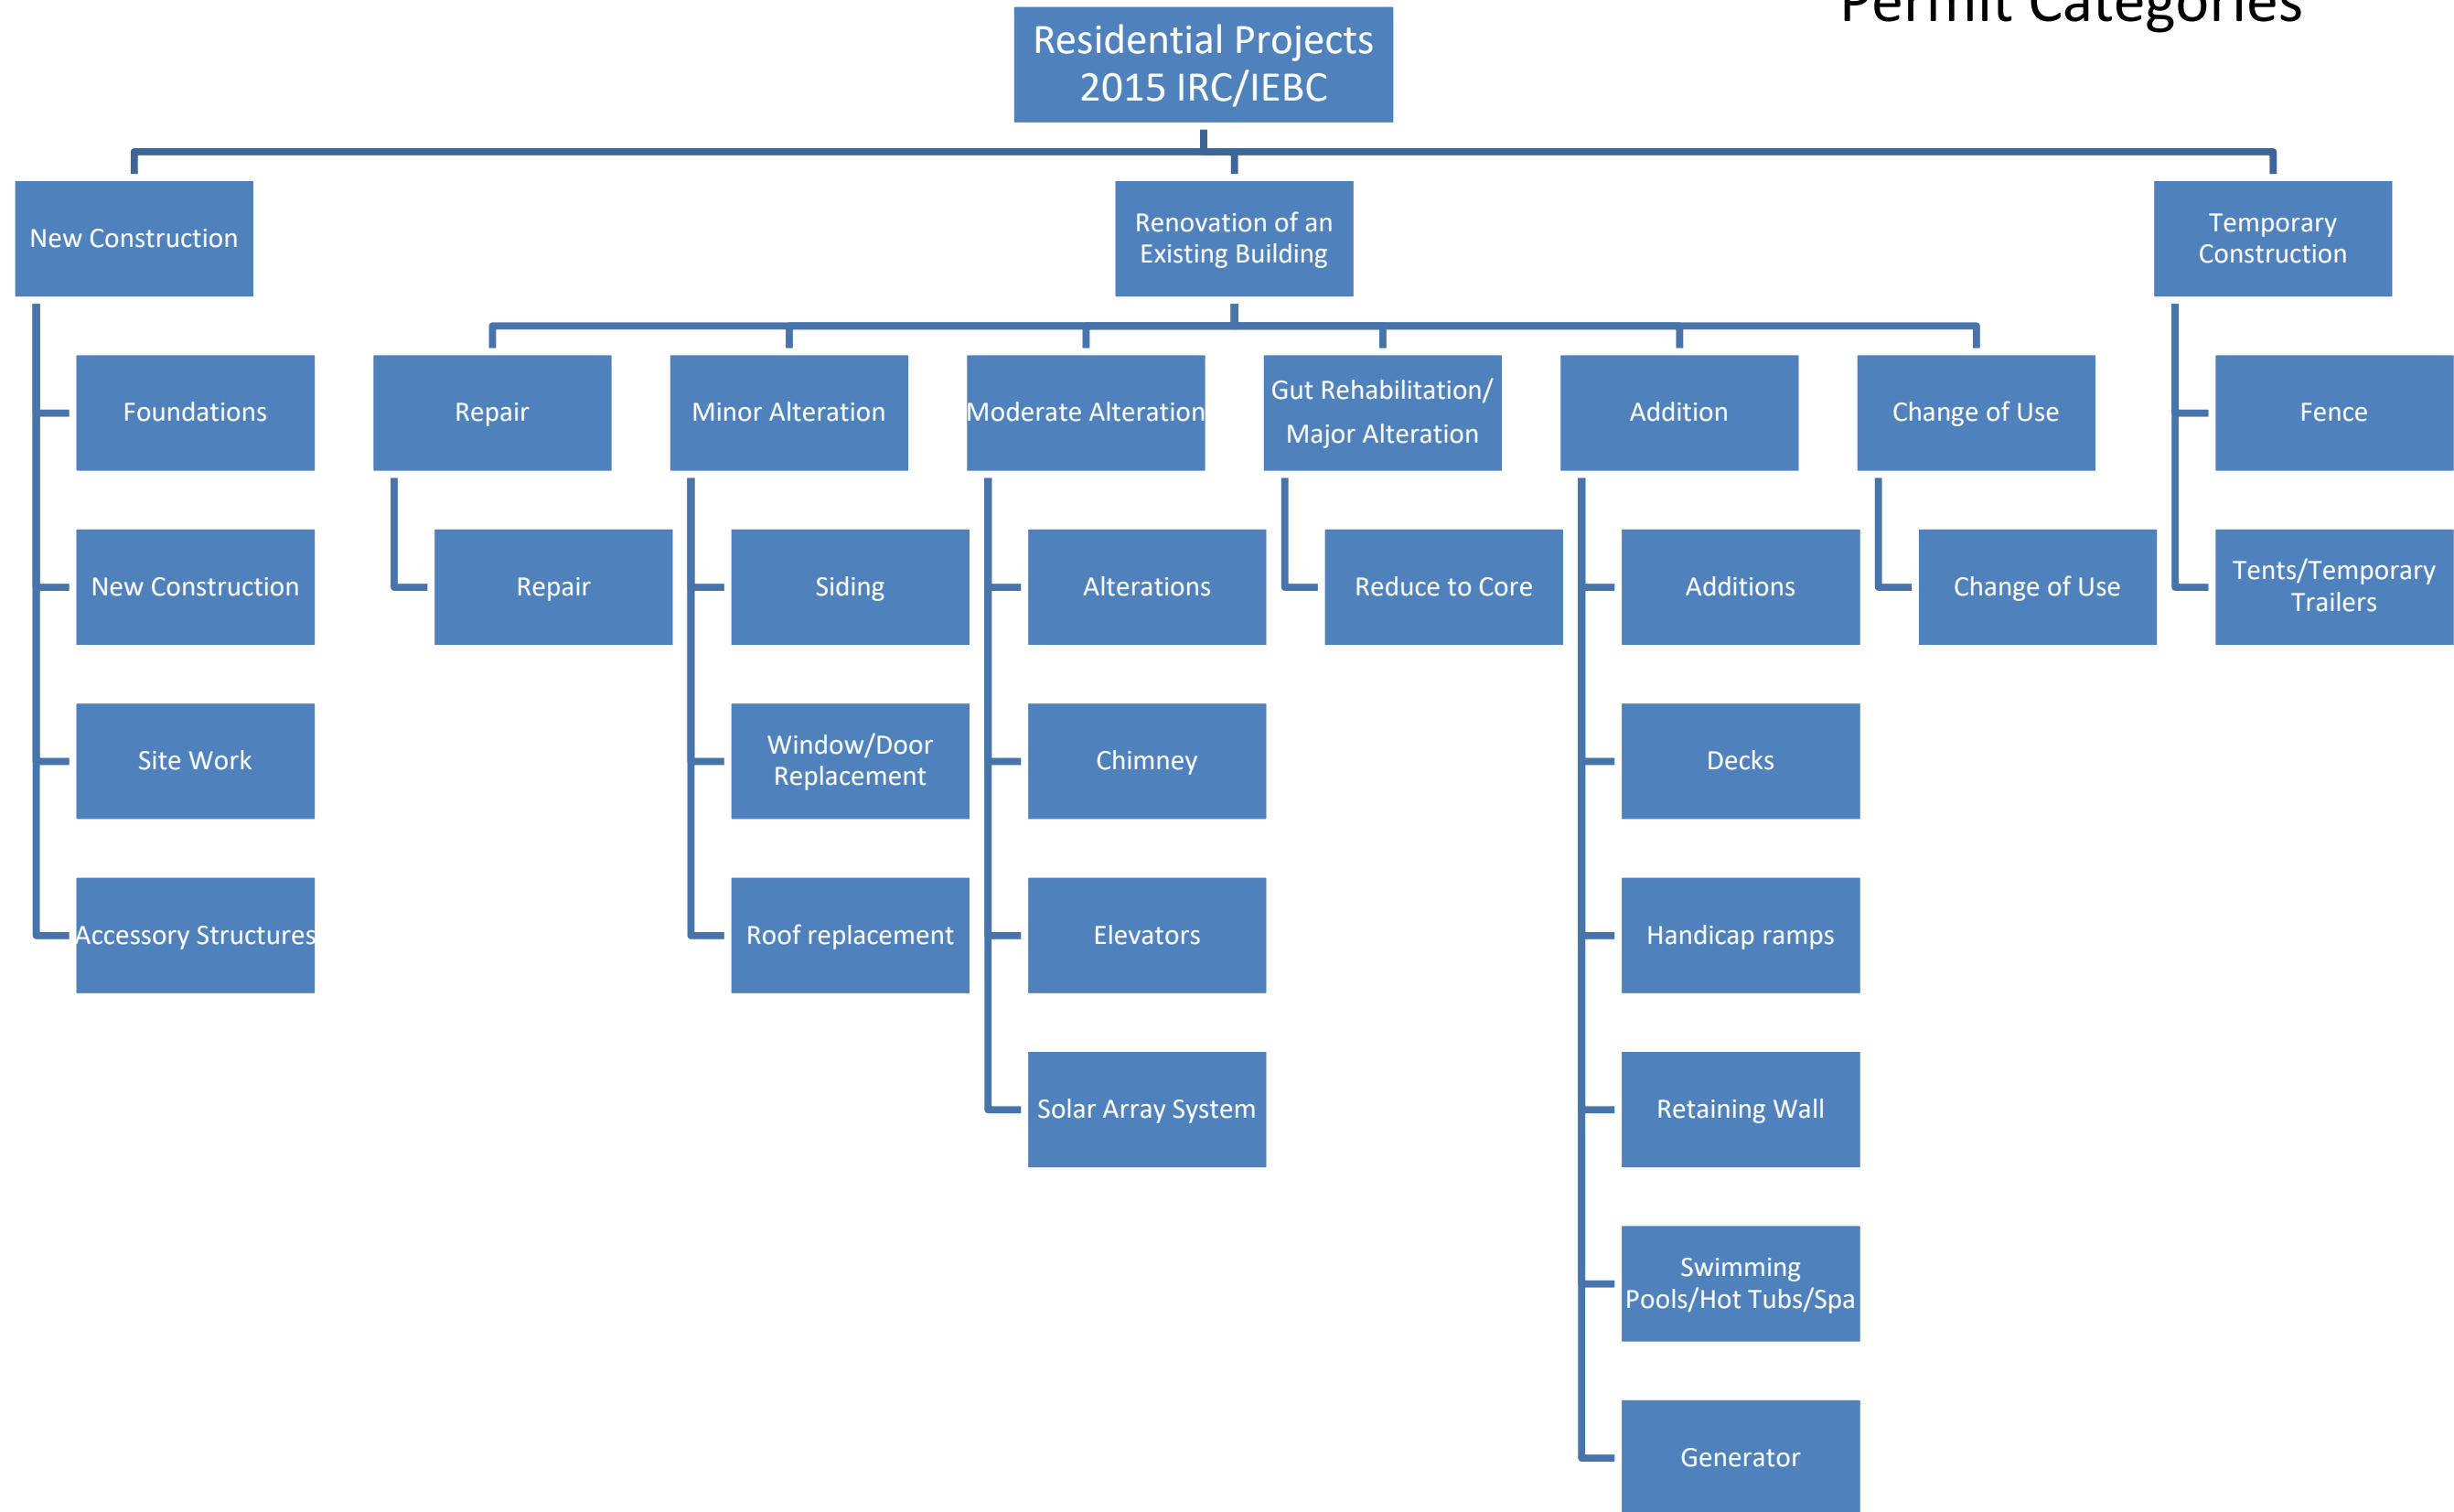 Permit Categories
Residential Projects
2015 IRC/IEBC
New Construction
Renovation of an
Existing Building
Temporary
Construction
Foundations
Repair
Minor Alteration
Moderate Alteration
Gut Rehabilitation/
Major Alteration
Addition
Change of Use
Fence
New Construction
Repair
Siding
Alterations
Reduce to Core
Additions
Change of Use
Tents/Temporary
Trailers
Site Work
Window/Door
Replacement
Chimney
Decks
Accessory Structures
Roof replacement
Elevators
Handicap ramps
Solar Array System
Retaining Wall
Swimming
Pools/Hot Tubs/Spa
Generator